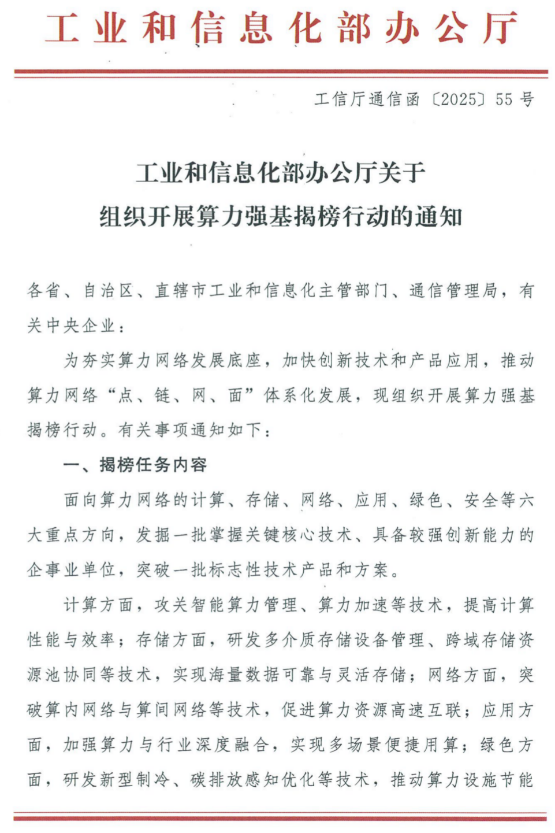 工业和信息化部办公厅
工信厅通信函〔2025〕55号
工业和信息化部办公厅关于
组织开展算力强基揭榜行动的通知
各省、自治区、直辖市工业和信息化主管部门、通信管理局，有
关中央企业：
为夯实算力网络发展底座，加快创新技术和产品应用，推动
算力网络“点、链、网、面”体系化发展，现组织开展算力强基
揭榜行动。有关事项通知如下：
一、揭榜任务内容
面向算力网络的计算、存储、网络、应用、绿色、安全等六
大重点方向，发掘一批掌握关键核心技术、具备较强创新能力的
企事业单位，突破一批标志性技术产品和方案。
计算方面，攻关智能算力管理、算力加速等技术，提高计算
性能与效率；存储方面，研发多介质存储设备管理、跨域存储资
源池协同等技术，实现海量数据可靠与灵活存储；网络方面，突
破算内网络与算间网络等技术，促进算力资源高速互联；应用方
面，加强算力与行业深度融合，实现多场景便捷用算；绿色方
面，研发新型制冷、碳排放感知优化等技术，推动算力设施节能